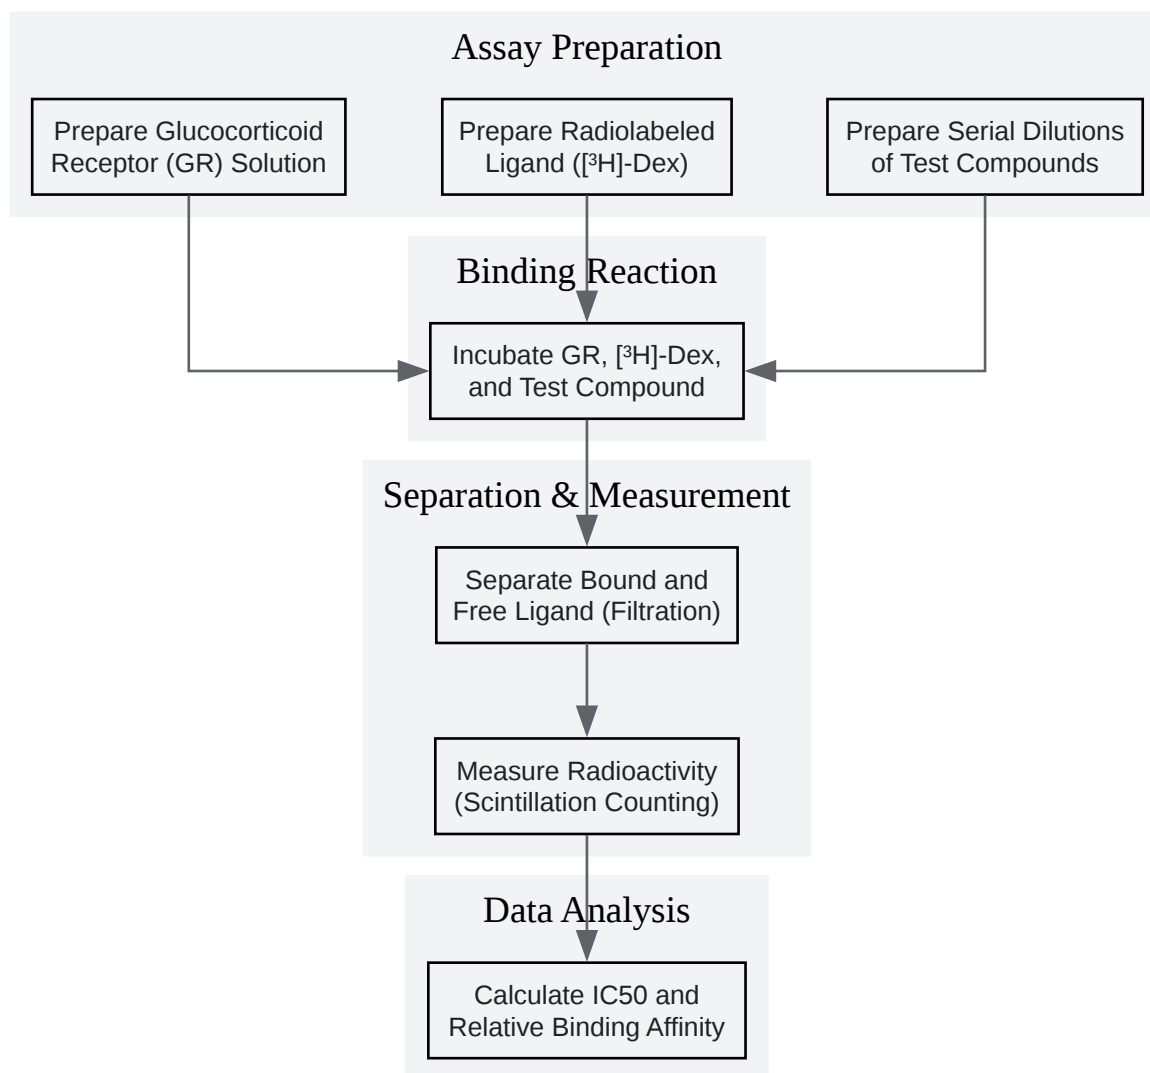 Assay Preparation
Prepare Glucocorticoid
Receptor (GR) Solution
Prepare Radiolabeled
Ligand ([³H]-Dex)
Prepare Serial Dilutions
of Test Compounds
Binding Reaction
Incubate GR, [³H]-Dex,
and Test Compound
Separation & Measurement
Separate Bound and
Free Ligand (Filtration)
Measure Radioactivity
(Scintillation Counting)
Data Analysis
Calculate IC50 and
Relative Binding Affinity